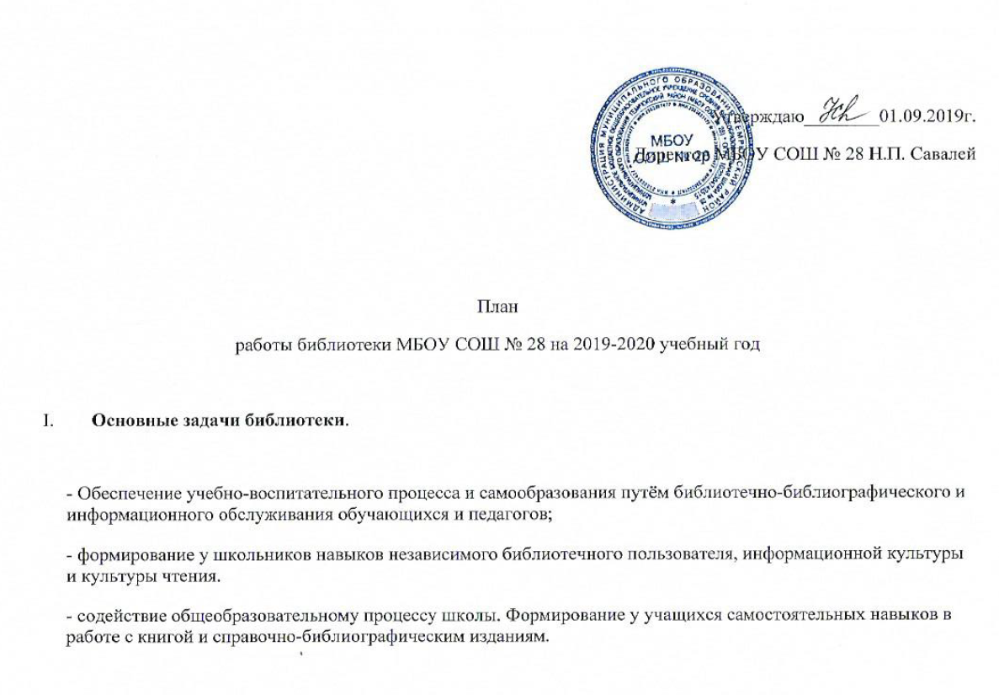 Утверждаю________01.09.2019г.
Директор МБОУ СОШ № 28 Н.П. Савалей
МБОУ
СОШ № 28
План
работы библиотеки МБОУ СОШ № 28 на 2019-2020 учебный год
I. Основные задачи библиотеки.
- Обеспечение учебно-воспитательного процесса и самообразования путём библиотечно-библиографического и
информационного обслуживания обучающихся и педагогов;
- формирование у школьников навыков независимого библиотечного пользователя, информационной культуры
и культуры чтения.
- содействие общеобразовательному процессу школы. Формирование у учащихся самостоятельных навыков в
работе с книгой и справочно-библиографическим изданиям.